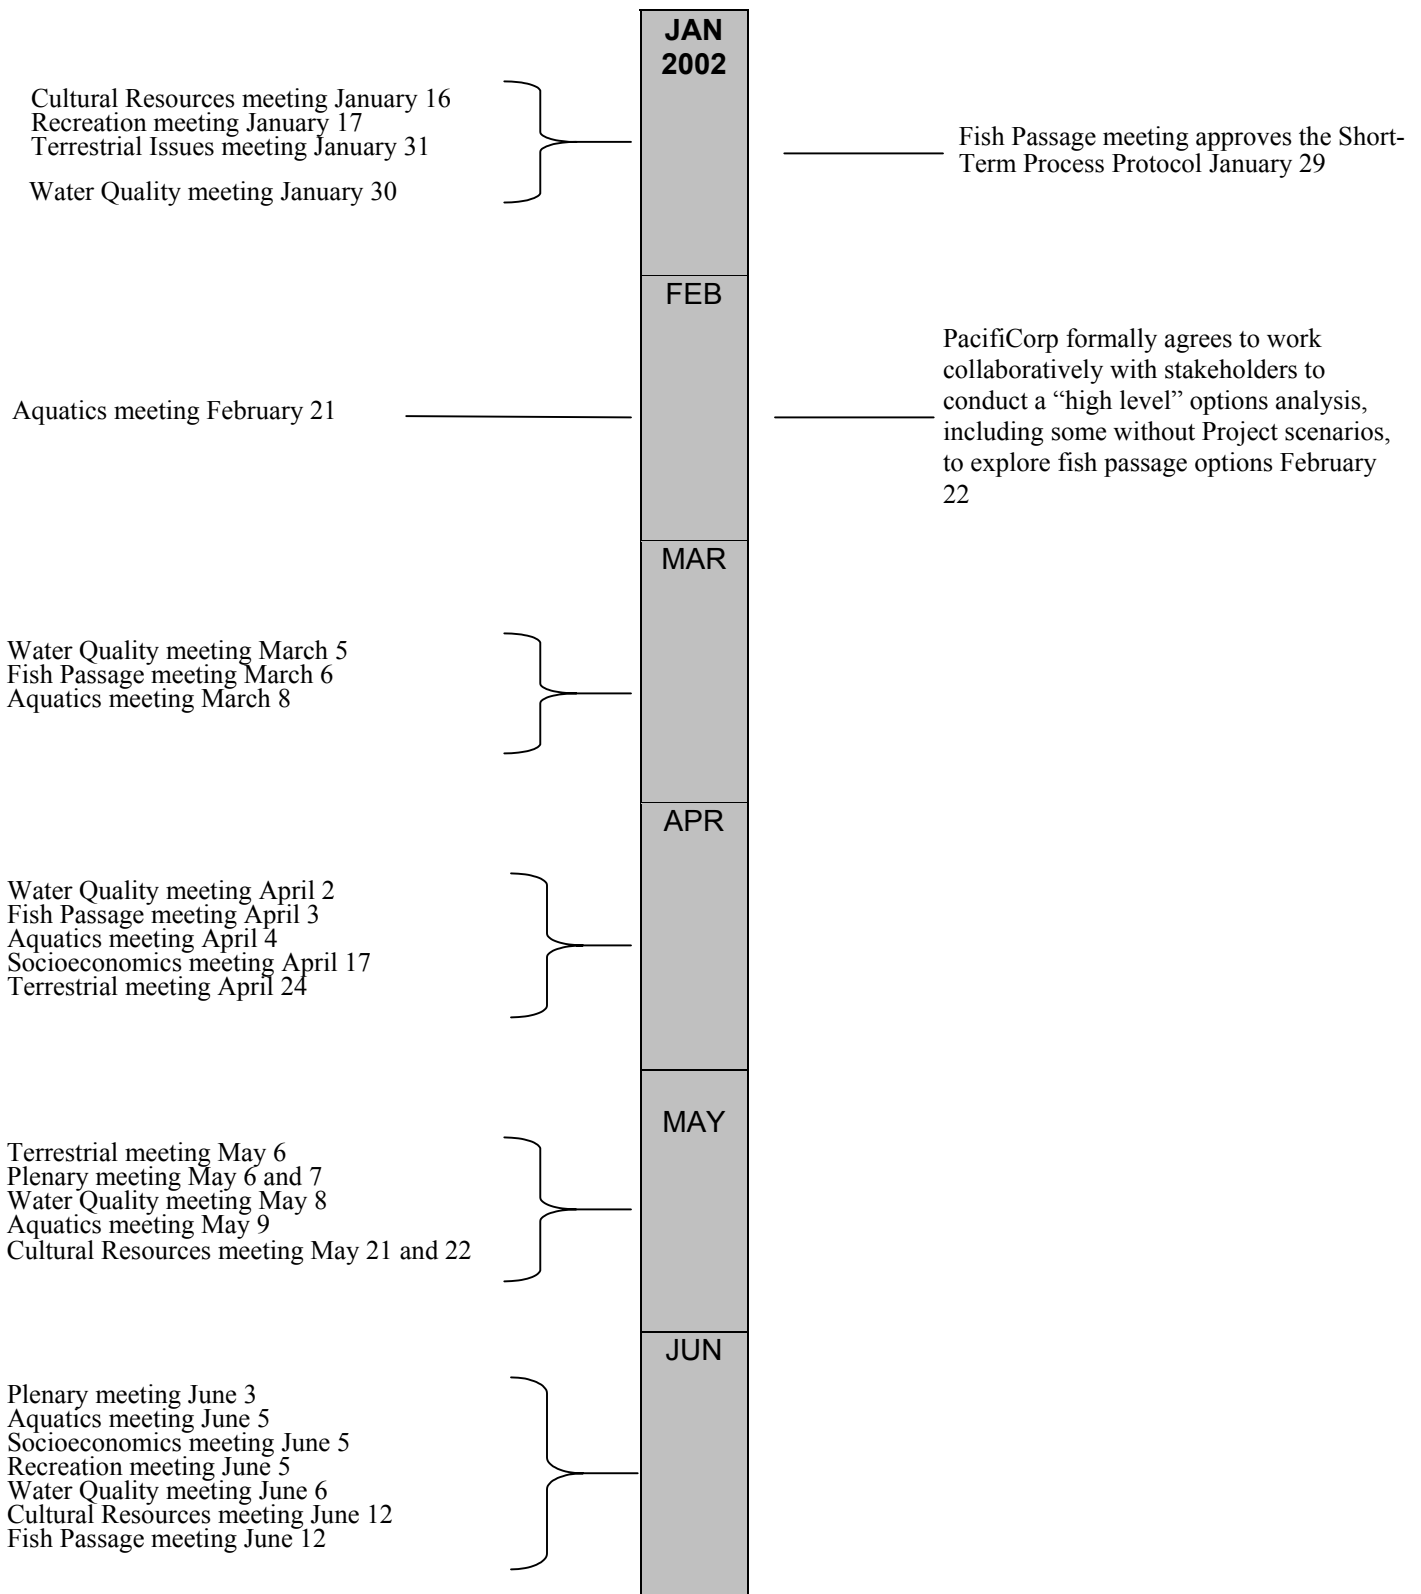 JAN
2002
Cultural Resources meeting January 16
Recreation meeting January 17
Terrestrial Issues meeting January 31
Water Quality meeting January 30
Fish Passage meeting approves the Short-
Term Process Protocol January 29
FEB
Aquatics meeting February 21
PacifiCorp formally agrees to work
collaboratively with stakeholders to
conduct a “high level” options analysis,
including some without Project scenarios,
to explore fish passage options February
22
MAR
Water Quality meeting March 5
Fish Passage meeting March 6
Aquatics meeting March 8
APR
Water Quality meeting April 2
Fish Passage meeting April 3
Aquatics meeting April 4
Socioeconomics meeting April 17
Terrestrial meeting April 24
MAY
Terrestrial meeting May 6
Plenary meeting May 6 and 7
Water Quality meeting May 8
Aquatics meeting May 9
Cultural Resources meeting May 21 and 22
JUN
Plenary meeting June 3
Aquatics meeting June 5
Socioeconomics meeting June 5
Recreation meeting June 5
Water Quality meeting June 6
Cultural Resources meeting June 12
Fish Passage meeting June 12